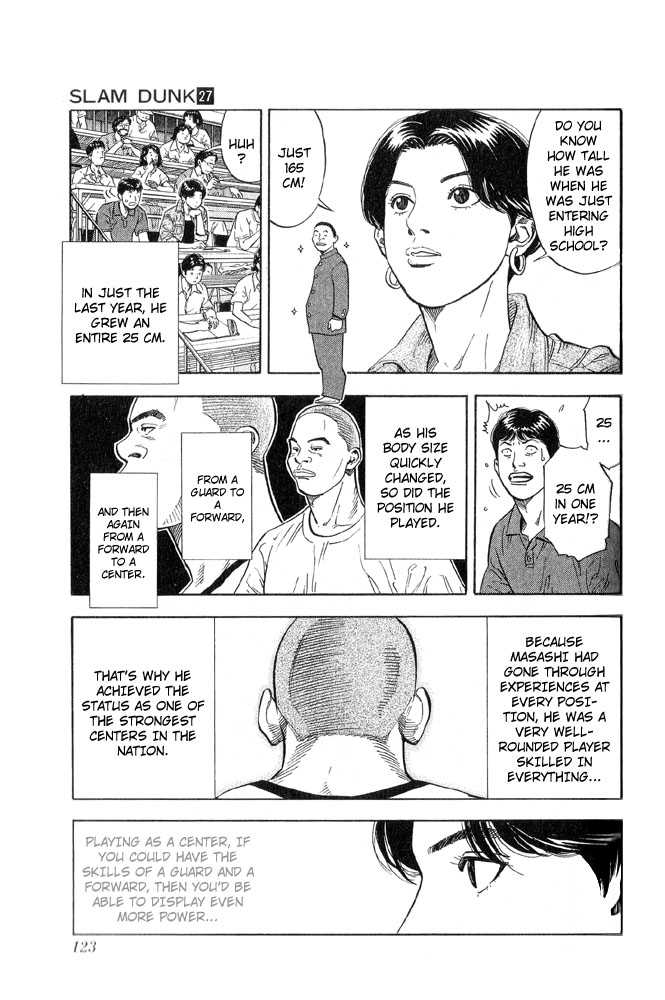 SLAM DUNK 27
DO YOU
KNOW
HOW TALL
HE WAS
WHEN HE
WAS JUST
ENTERING
HIGH
SCHOOL?
JUST
165
CM!
HUH
?
IN JUST THE
LAST YEAR, HE
GREW AN
ENTIRE 25 CM.
25
...
25 CM
IN ONE
YEAR!?
AS HIS
BODY SIZE
QUICKLY
CHANGED,
SO DID THE
POSITION HE
PLAYED.
FROM A
GUARD TO
A
FORWARD,
AND THEN
AGAIN
FROM A
FORWARD
TO A
CENTER.
BECAUSE
MASASHI HAD
GONE THROUGH
EXPERIENCES AT
EVERY POSI-
TION, HE WAS A
VERY WELL-
ROUNDED PLAYER
SKILLED IN
EVERYTHING...
THAT'S WHY HE
ACHIEVED THE
STATUS AS ONE OF
THE STRONGEST
CENTERS IN THE
NATION.
PLAYING AS A CENTER, IF
YOU COULD HAVE THE
SKILLS OF A GUARD AND A
FORWARD, THEN YOU'D BE
ABLE TO DISPLAY EVEN
MORE POWER...
123